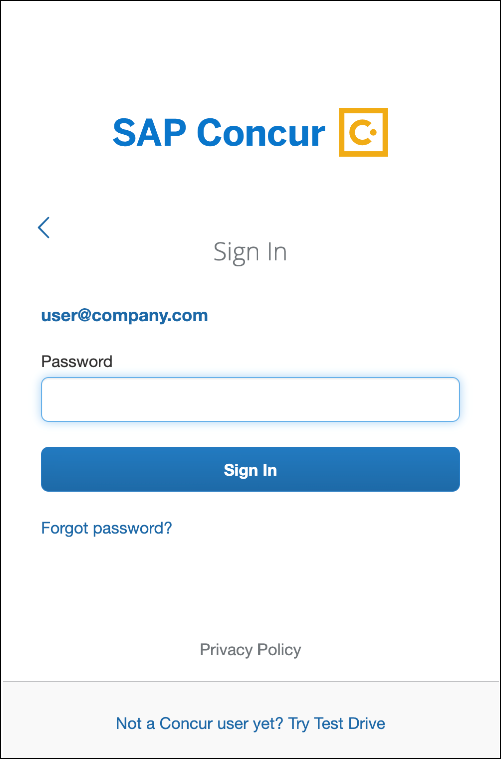 SAP Concur C
Sign In
user@company.com
Password
Sign In
Forgot password?
Privacy Policy
Not a Concur user yet? Try Test Drive